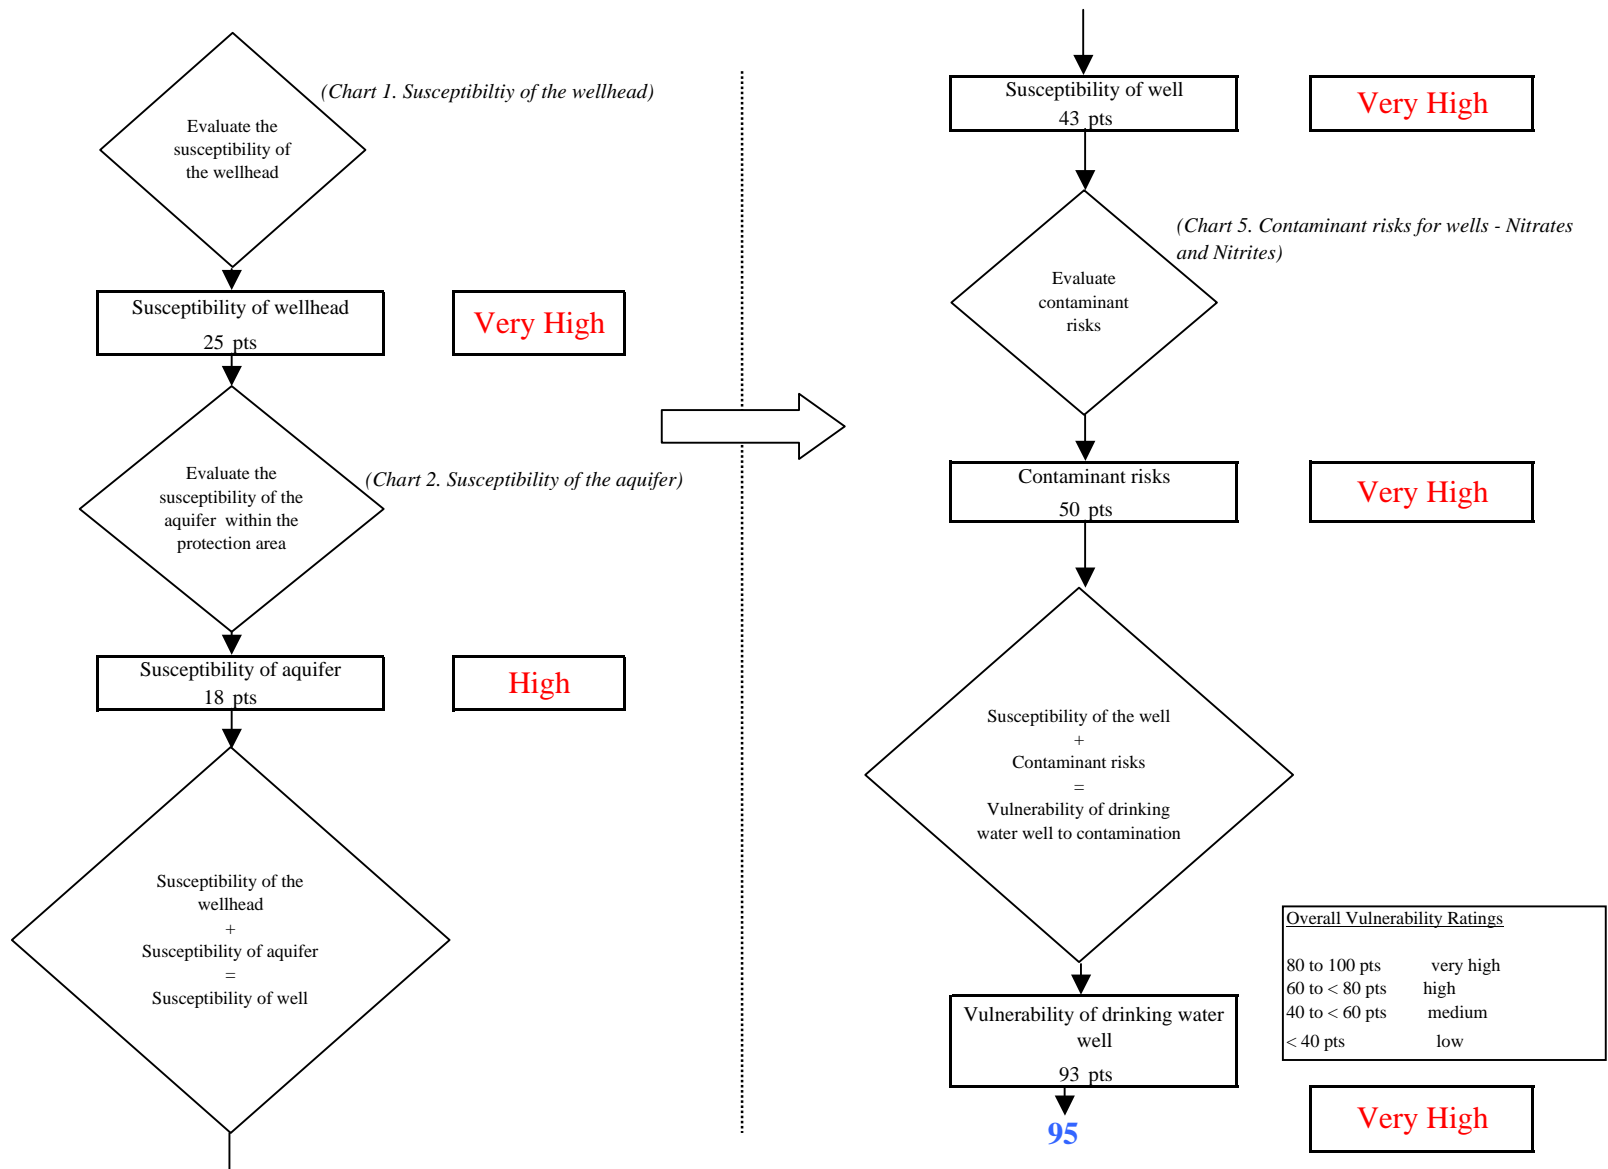 (Chart 1. Susceptibiltiy of the wellhead)
Evaluate the
susceptibility of
the wellhead
Susceptibility of wellhead
25 pts
Very High
Evaluate the
susceptibility of the
aquifer within the
protection area
(Chart 2. Susceptibility of the aquifer)
Susceptibility of aquifer
18 pts
High
Susceptibility of the
wellhead
+
Susceptibility of aquifer
=
Susceptibility of well
Susceptibility of well
43 pts
Very High
(Chart 5. Contaminant risks for wells - Nitrates
and Nitrites)
Evaluate
contaminant
risks
Contaminant risks
50 pts
Very High
Susceptibility of the well
+
Contaminant risks
=
Vulnerability of drinking
water well to contamination
Overall Vulnerability Ratings
80 to 100 pts very high
60 to < 80 pts high
40 to < 60 pts medium
< 40 pts low
Vulnerability of drinking water
well
93 pts
95
Very High